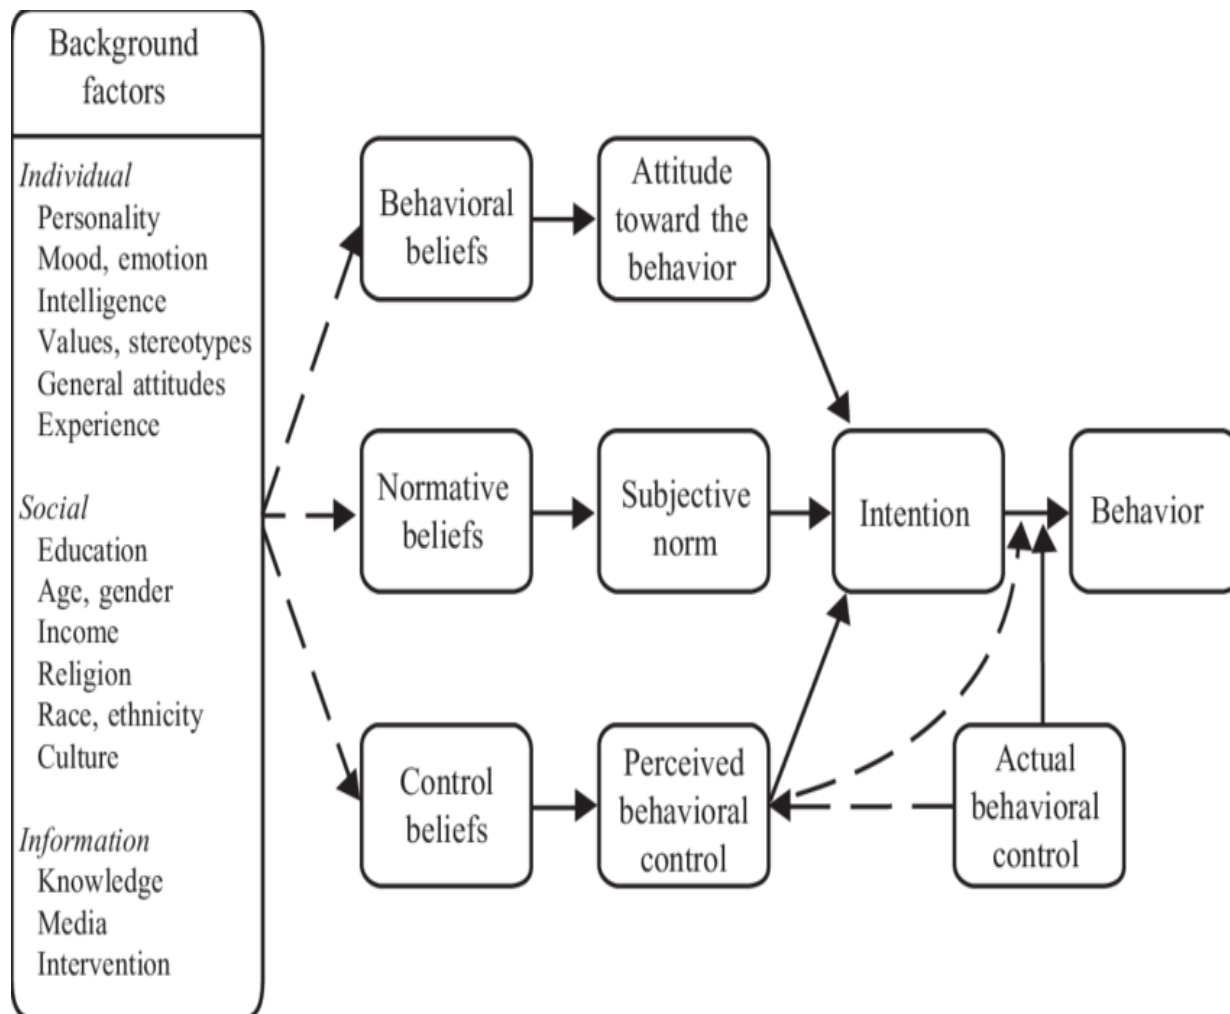 Background
factors
Individual
Personality
Mood, emotion
Intelligence
Values, stereotypes
General attitudes
Experience
Social
Education
Age, gender
Income
Religion
Race, ethnicity
Culture
Information
Knowledge
Media
Intervention
Behavioral
beliefs
Attitude
toward the
behavior
Normative
beliefs
Subjective
norm
Intention
Behavior
Control
beliefs
Perceived
behavioral
control
Actual
behavioral
control